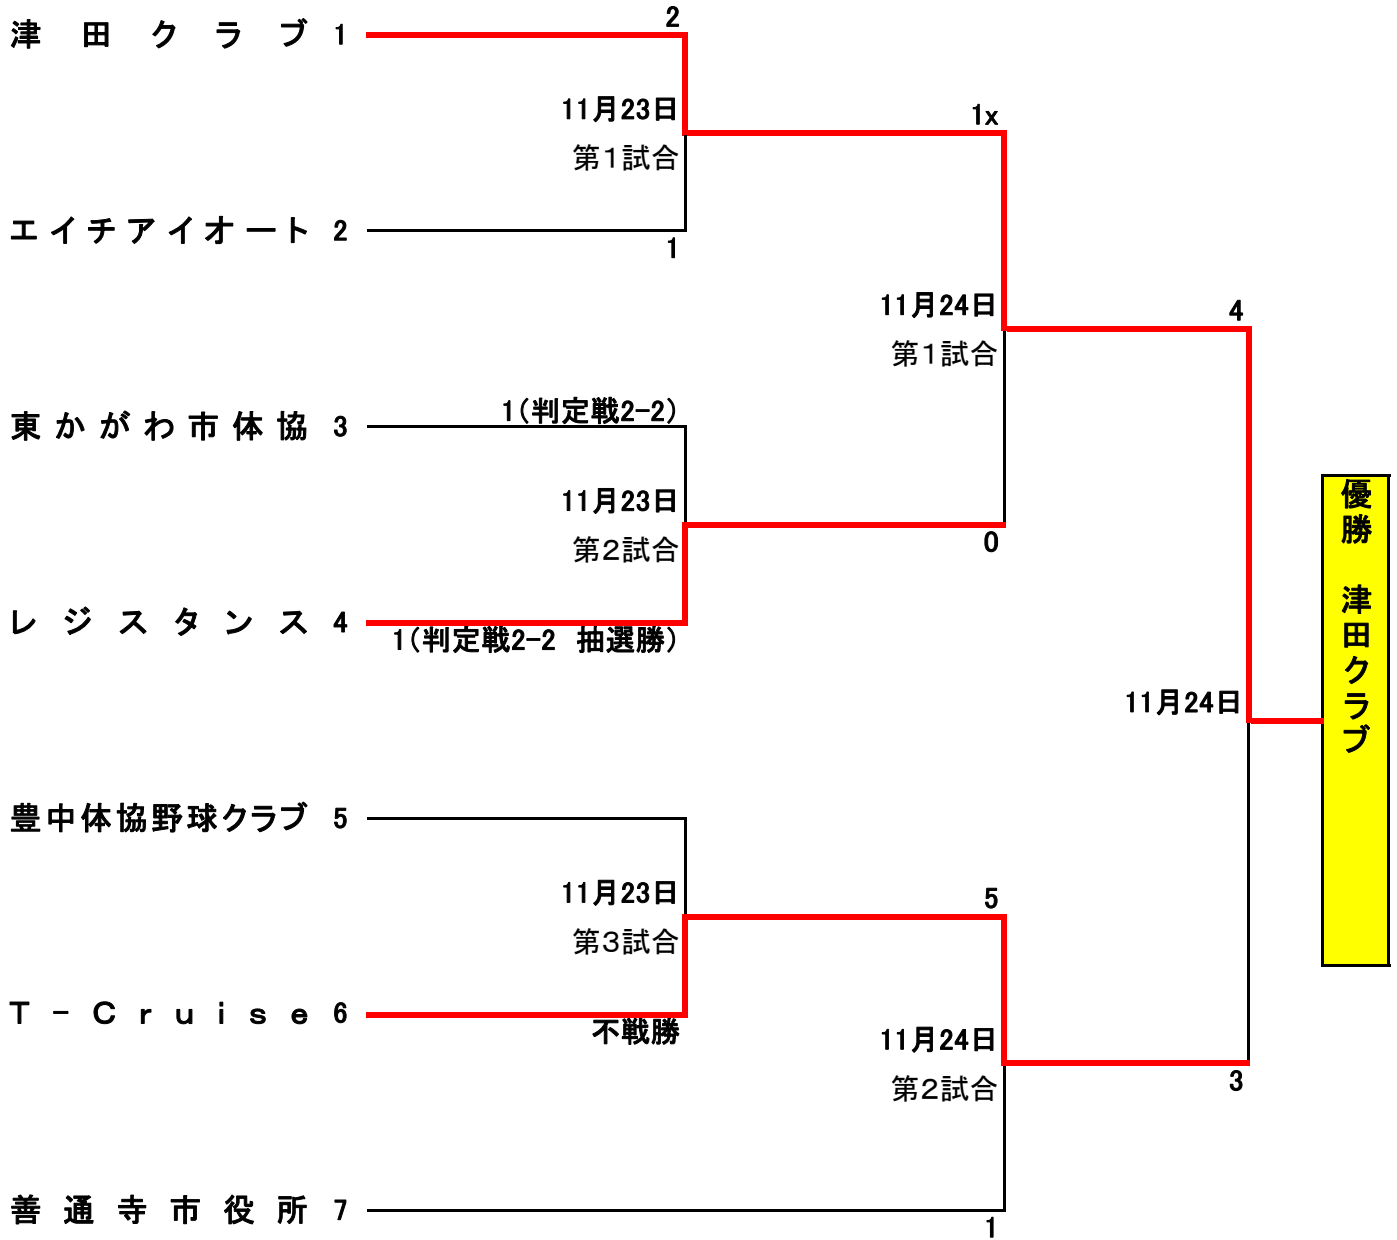 津田クラブ 1
2
11月23日
第1試合
1x
エイチアイオート 2
1
11月24日
第1試合
4
東かがわ市体協 3
1(判定戦2-2)
11月23日
第2試合
0
レジスタンス 4
1(判定戦2-2 抽選勝)
優勝 津田クラブ
11月24日
豊中体協野球クラブ 5
11月23日
第3試合
5
T-Cruise 6
不戦勝
11月24日
第2試合
3
善通寺市役所 7
1